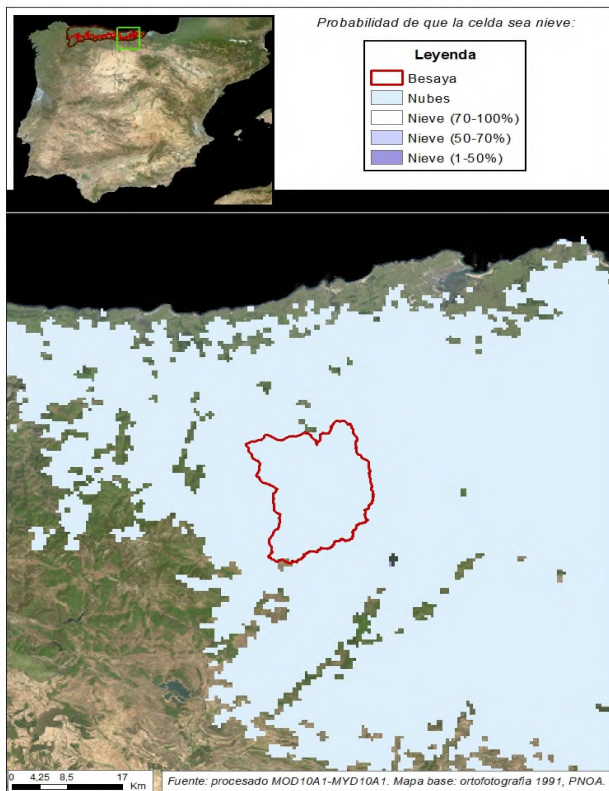 Probabilidad de que la celda sea nieve:
Leyenda
Besaya
Nubes
Nieve (70-100%)
Nieve (50-70%)
Nieve (1-50%)
0 4,25 8,5 17
Km
Fuente: procesado MOD10A1-MYD10A1. Mapa base: ortofotografia 1991, PNOA.